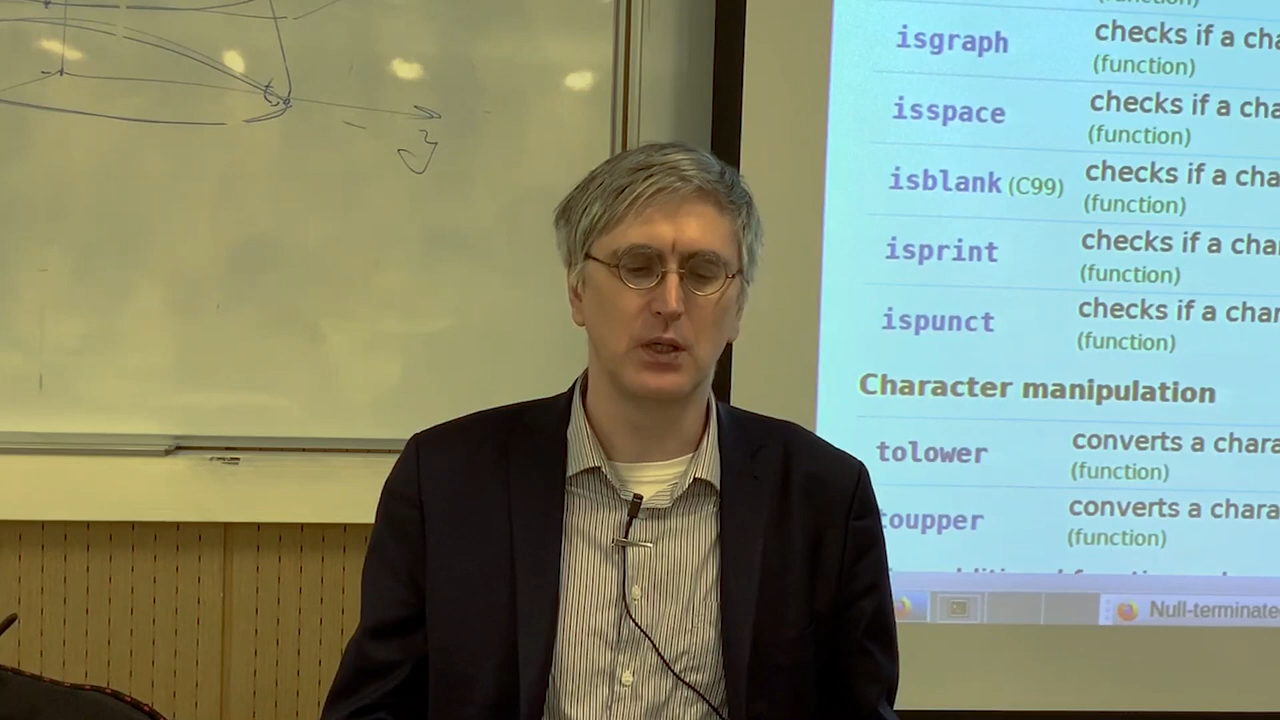 (function)
isgraph checks if a cha
(function)
isspace checks if a cha
(function)
isblank (C99) checks if a cha
(function)
isprint checks if a char
(function)
ispunct checks if a char
(function)
Character manipulation
tolower converts a chara
(function)
toupper converts a chara
(function)
Null-terminate